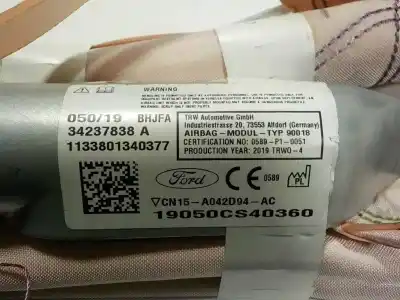 WARNING
050/19 BHJFA
34237838 A
1133801340377
TRW Automotive GmbH
Industriestrasse 20, 73553 Alfdorf (Germany)
AIRBAG-MODUL-TYP 90018
CERTIFICATION NO: 0589-P1-0051
PRODUCTION YEAR: 2019 TRWO-4
Ford
CE 0589
CN15-A042D94-AC
19050CS40360